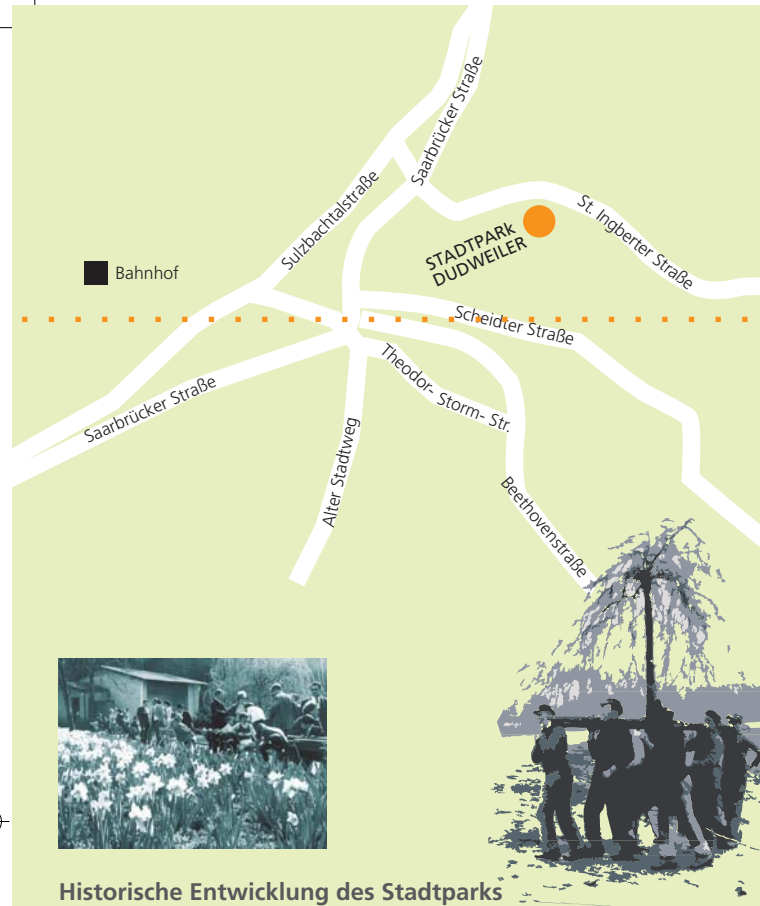 Saarbrücker Straße
Sulzbachtalstraße
St. Ingberter Straße
STADTPARK
DUDWEILER
Bahnhof
Scheidter Straße
Theodor- Storm- Str.
Saarbrücker Straße
Alter Stadtweg
Beethovenstraße
Historische Entwicklung des Stadtparks